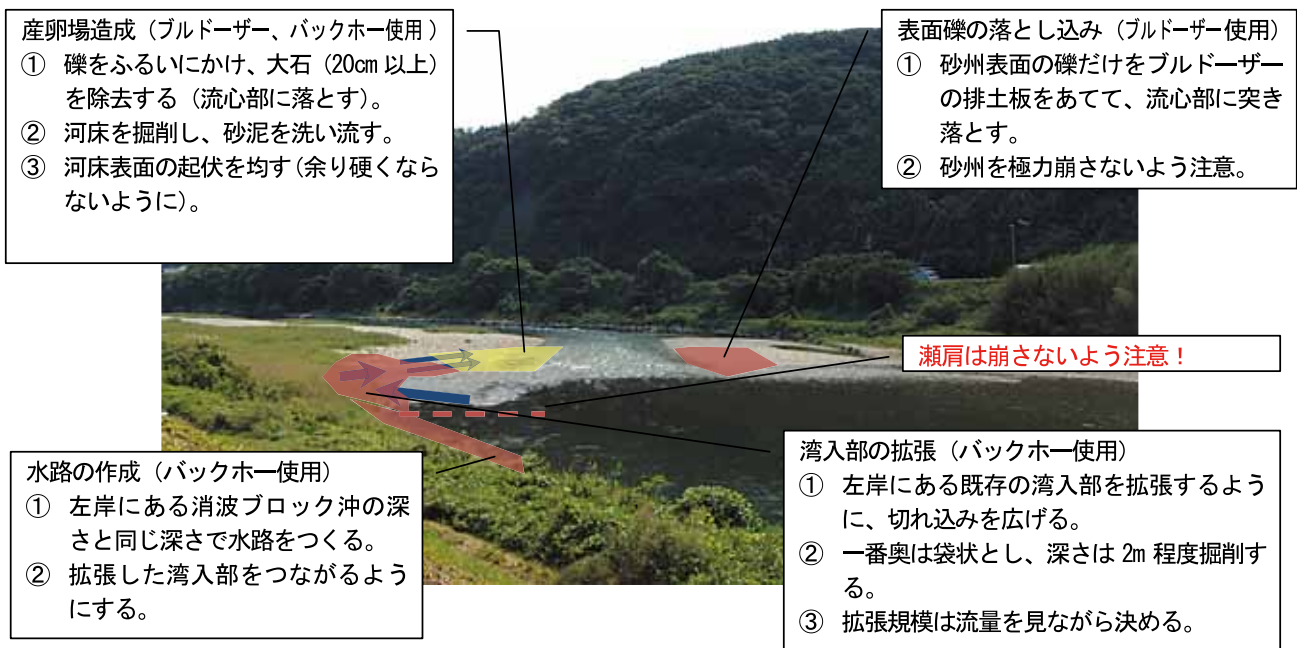 産卵場造成（ブルドーザー、バックホー使用）
① 礫をふるいにかけ、大石（20cm 以上）
を除去する（流心部に落とす）。
② 河床を掘削し、砂泥を洗い流す。
③ 河床表面の起伏を均す（余り硬くなら
ないように）。
表面礫の落とし込み（ブルドーザー使用）
① 砂州表面の礫だけをブルドーザー
の排土板をあてて、流心部に突き
落とす。
② 砂州を極力崩さないよう注意。
瀬肩は崩さないよう注意！
水路の作成（バックホー使用）
① 左岸にある消波ブロック沖の深
さと同じ深さで水路をつくる。
② 拡張した湾入部をつながるよう
にする。
湾入部の拡張（バックホー使用）
① 左岸にある既存の湾入部を拡張するよう
に、切れ込みを広げる。
② 一番奥は袋状とし、深さは 2m 程度掘削す
る。
③ 拡張規模は流量を見ながら決める。